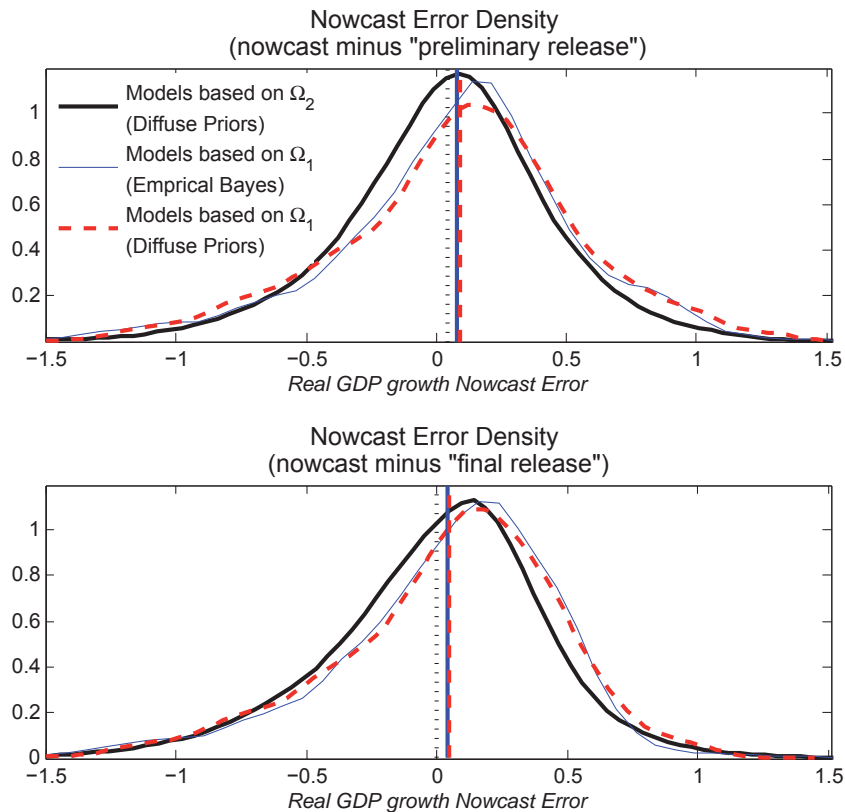 Nowcast Error Density
(nowcast minus "preliminary release")
Models based on Ω2
(Diffuse Priors)
Models based on Ω1
(Emprical Bayes)
Models based on Ω1
(Diffuse Priors)
1
0.8
0.6
0.4
0.2
−1.5 −1 −0.5 0 0.5 1 1.5
Real GDP growth Nowcast Error
Nowcast Error Density
(nowcast minus "final release")
1
0.8
0.6
0.4
0.2
0
−1.5 −1 −0.5 0 0.5 1 1.5
Real GDP growth Nowcast Error